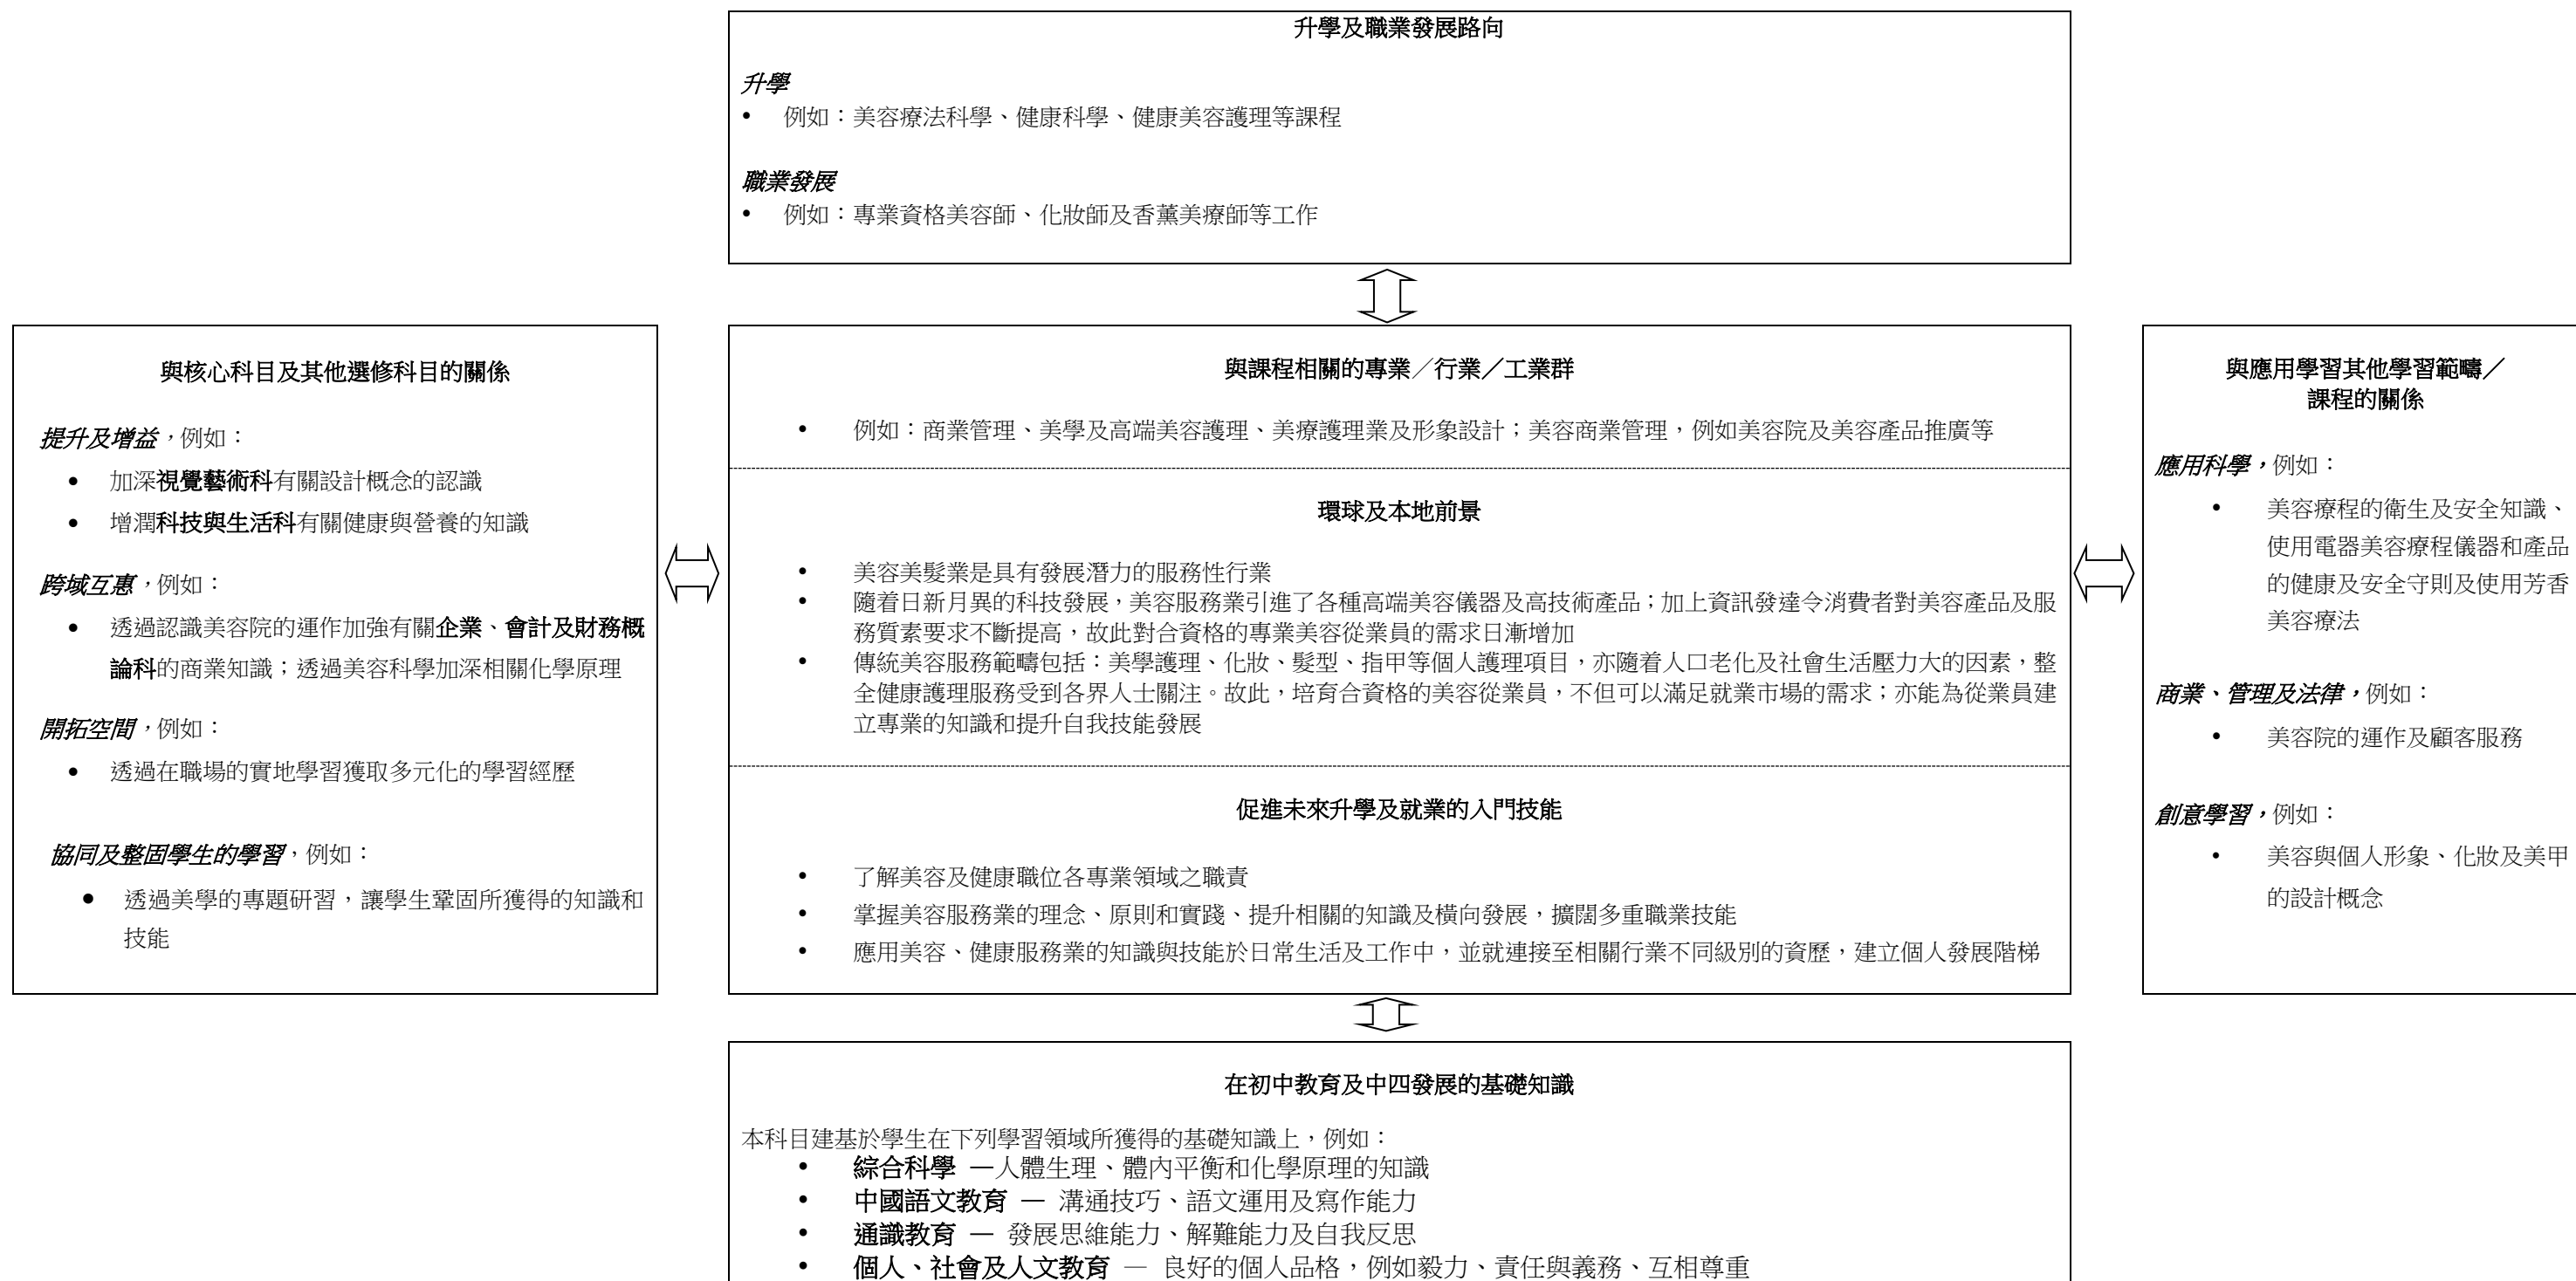 升學及職業發展路向
升學
• 例如：美容療法科學、健康科學、健康美容護理等課程
職業發展
• 例如：專業資格美容師、化妝師及香薰美療師等工作
與核心科目及其他選修科目的關係
提升及增益，例如：
• 加深視覺藝術科有關設計概念的認識
• 增潤科技與生活科有關健康與營養的知識
跨域互惠，例如：
• 透過認識美容院的運作加強有關企業、會計及財務概
論科的商業知識；透過美容科學加深相關化學原理
開拓空間，例如：
• 透過在職場的實地學習獲取多元化的學習經歷
協同及整固學生的學習，例如：
• 透過美學的專題研習，讓學生鞏固所獲得的知識和
技能
與課程相關的專業／行業／工業群
• 例如：商業管理、美學及高端美容護理、美療護理業及形象設計；美容商業管理，例如美容院及美容產品推廣等
環球及本地前景
• 美容美髮業是具有發展潛力的服務性行業
• 隨着日新月異的科技發展，美容服務業引進了各種高端美容儀器及高技術產品；加上資訊發達令消費者對美容產品及服
務質素要求不斷提高，故此對合資格的專業美容從業員的需求日漸增加
• 傳統美容服務範疇包括：美學護理、化妝、髮型、指甲等個人護理項目，亦隨着人口老化及社會生活壓力大的因素，整
全健康護理服務受到各界人士關注。故此，培育合資格的美容從業員，不但可以滿足就業市場的需求；亦能為從業員建
立專業的知識和提升自我技能發展
促進未來升學及就業的入門技能
• 了解美容及健康職位各專業領域之職責
• 掌握美容服務業的理念、原則和實踐、提升相關的知識及橫向發展，擴闊多重職業技能
• 應用美容、健康服務業的知識與技能於日常生活及工作中，並就連接至相關行業不同級別的資歷，建立個人發展階梯
與應用學習其他學習範疇／
課程的關係
應用科學，例如：
• 美容療程的衛生及安全知識、
使用電器美容療程儀器和產品
的健康及安全守則及使用芳香
美容療法
商業、管理及法律，例如：
• 美容院的運作及顧客服務
創意學習，例如：
• 美容與個人形象、化妝及美甲
的設計概念
在初中教育及中四發展的基礎知識
本科目建基於學生在下列學習領域所獲得的基礎知識上，例如：
• 綜合科學 —人體生理、體內平衡和化學原理的知識
• 中國語文教育 — 溝通技巧、語文運用及寫作能力
• 通識教育 — 發展思維能力、解難能力及自我反思
• 個人、社會及人文教育 — 良好的個人品格，例如毅力、責任與義務、互相尊重